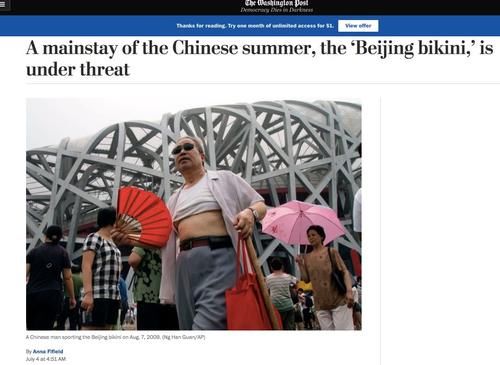 The Washington Post
Democracy Dies in Darkness
Thanks for reading. Try one month of unlimited access for $1. View offer
A mainstay of the Chinese summer, the ‘Beijing bikini,’ is
under threat
A Chinese man sporting the Beijing bikini on Aug. 7, 2008. (Ng Han Guan/AP)
By Anna Fifield
July 4 at 4:51 AM